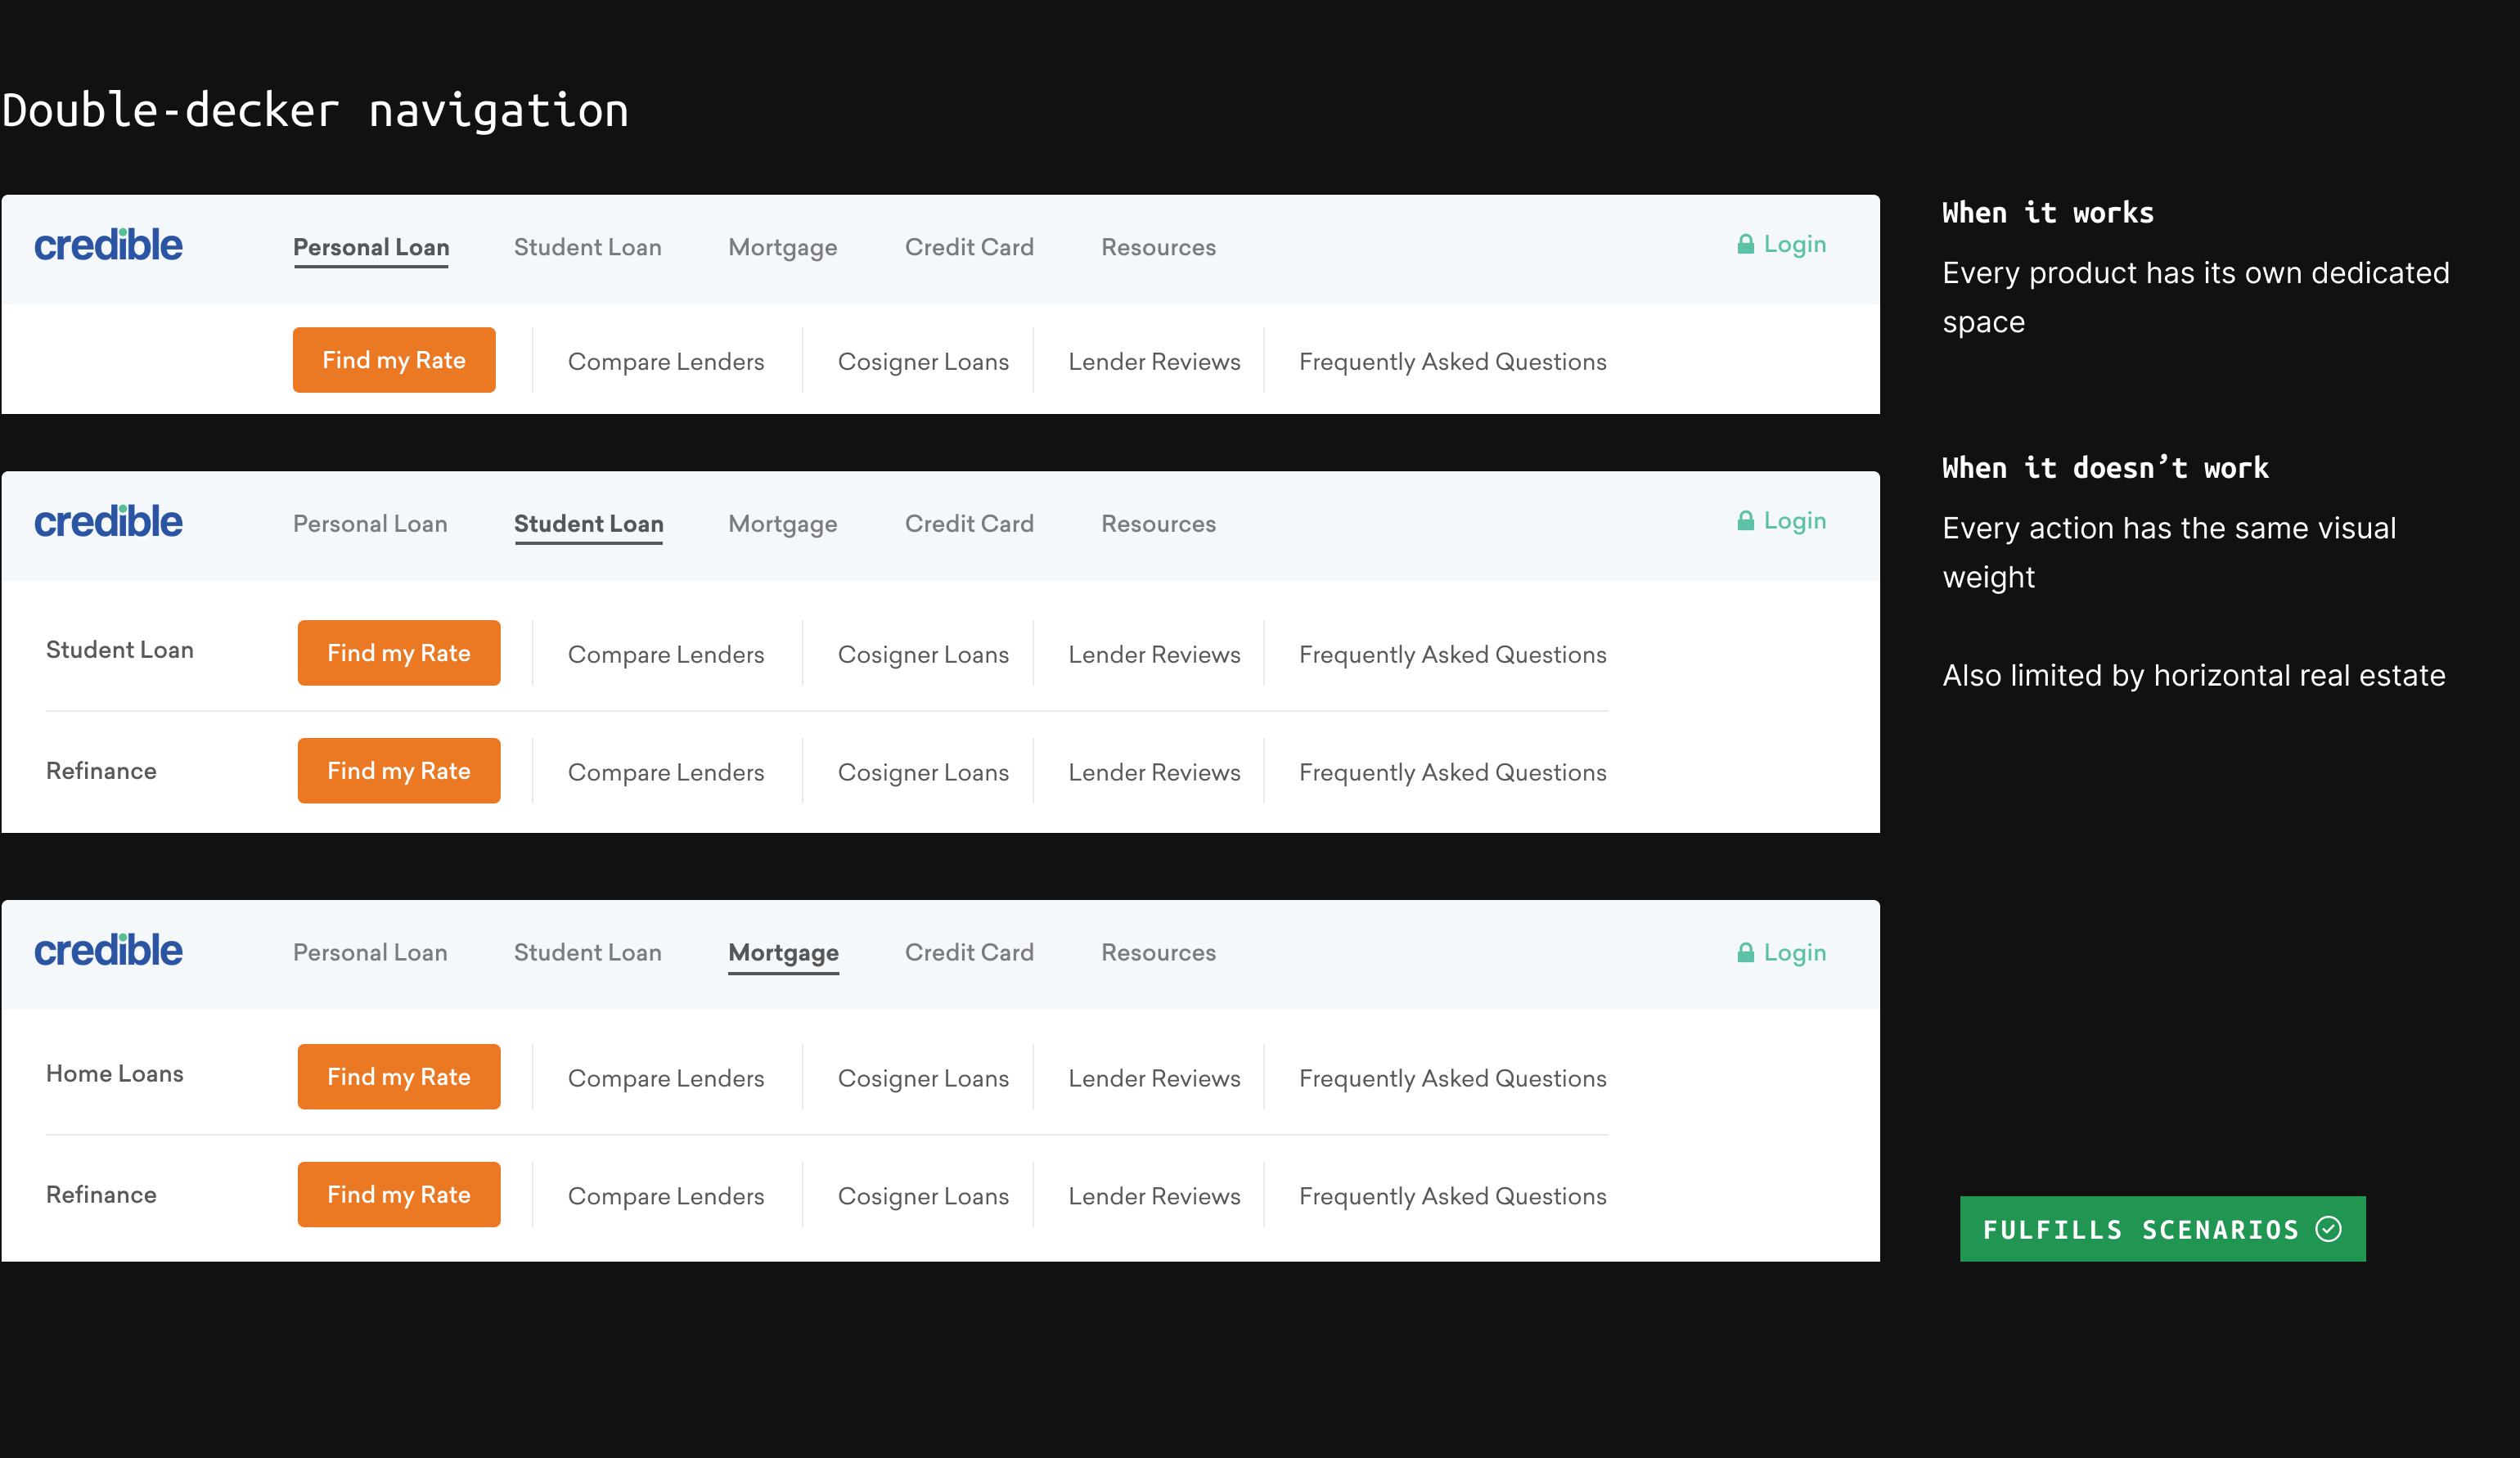 Double-decker navigation
credible Personal Loan Student Loan Mortgage Credit Card Resources Login
Find my Rate Compare Lenders Cosigner Loans Lender Reviews Frequently Asked Questions
When it works
Every product has its own dedicated
space
credible Personal Loan Student Loan Mortgage Credit Card Resources Login
Student Loan Find my Rate Compare Lenders Cosigner Loans Lender Reviews Frequently Asked Questions
Refinance Find my Rate Compare Lenders Cosigner Loans Lender Reviews Frequently Asked Questions
When it doesn’t work
Every action has the same visual
weight
Also limited by horizontal real estate
credible Personal Loan Student Loan Mortgage Credit Card Resources Login
Home Loans Find my Rate Compare Lenders Cosigner Loans Lender Reviews Frequently Asked Questions
Refinance Find my Rate Compare Lenders Cosigner Loans Lender Reviews Frequently Asked Questions
FULFILLS SCENARIOS